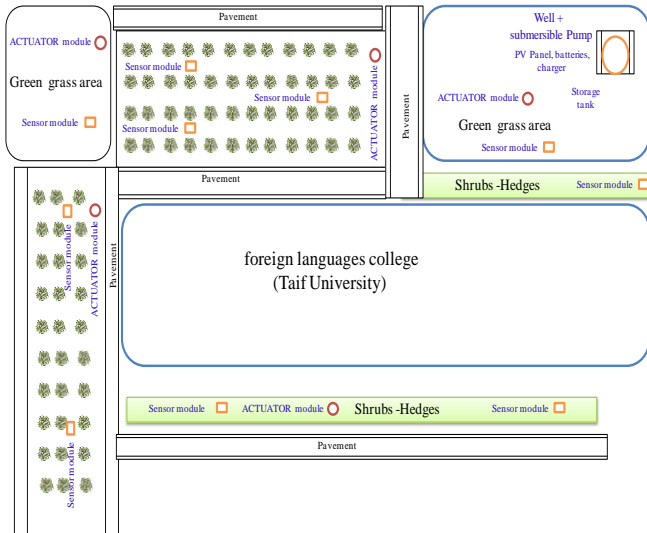 Pavement
Well +
submersible Pump
PV Panel, batteries,
charger
ACTUATOR module
Green grass area
Sensor module
Sensor module
Sensor module
Sensor module
ACTUATOR module
Pavement
ACTUATOR module
Storage
tank
Green grass area
Sensor module
Pavement
Shrubs -Hedges
Sensor module
Sensor module
ACTUATOR module
Pavement
foreign languages college
(Taif University)
Sensor module
ACTUATOR module
Shrubs -Hedges
Sensor module
Sensor module
Pavement